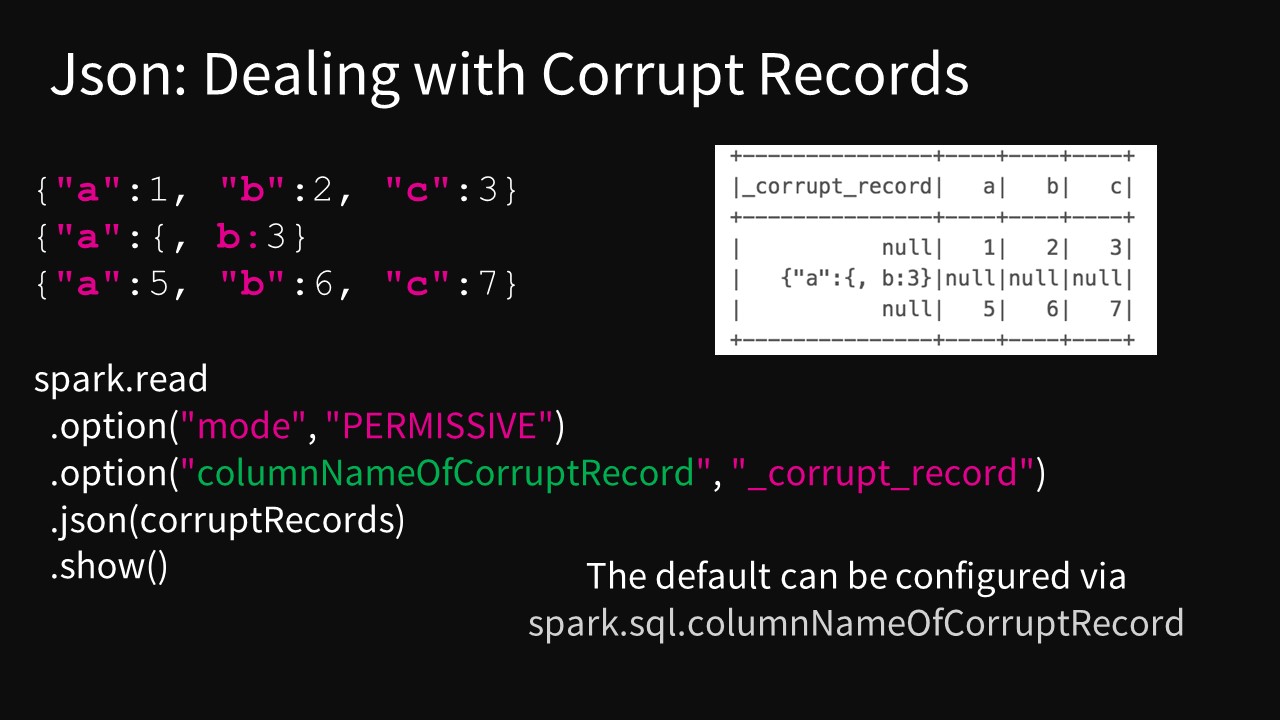 Json: Dealing with Corrupt Records
{"a":1, "b":2, "c":3}
{"a":{, b:3}
{"a":5, "b":6, "c":7}
+---------------+----+----+----+
|_corrupt_record|   a|   b|   c|
+---------------+----+----+----+
|           null|   1|   2|   3|
|   {"a":{, b:3}|null|null|null|
|           null|   5|   6|   7|
+---------------+----+----+----+
spark.read
.option("mode", "PERMISSIVE")
.option("columnNameOfCorruptRecord", "_corrupt_record")
.json(corruptRecords)
.show()
The default can be configured via
spark.sql.columnNameOfCorruptRecord